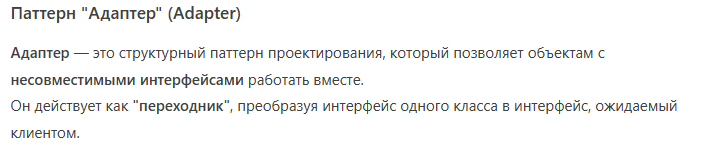 Паттерн "Адаптер" (Adapter)
Адаптер — это структурный паттерн проектирования, который позволяет объектам с
несовместимыми интерфейсами работать вместе.
Он действует как "переходник", преобразуя интерфейс одного класса в интерфейс, ожидаемый
клиентом.